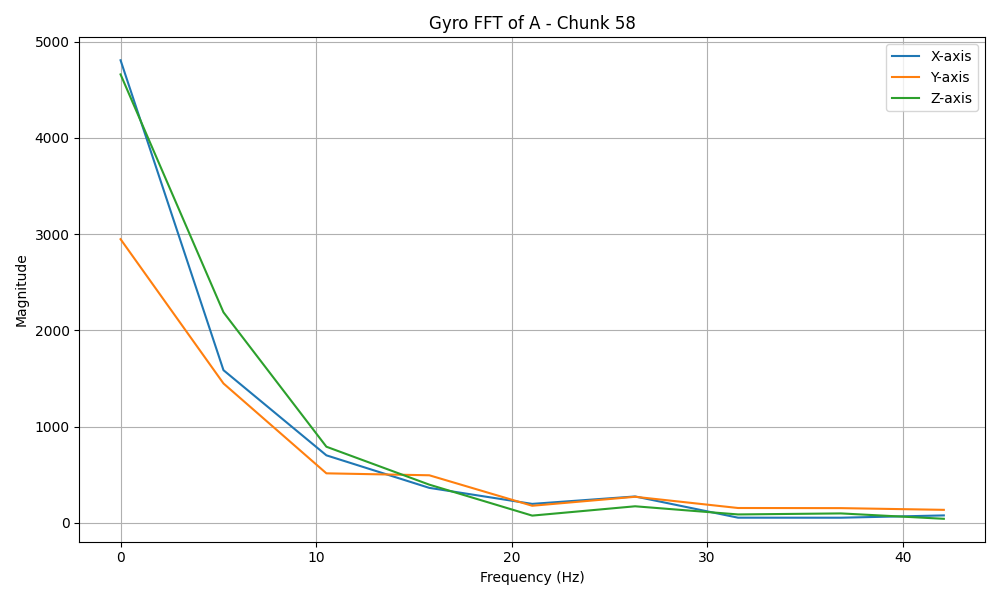 Gyro FFT of A - Chunk 58
5000
4000
3000
2000
1000
0
Magnitude
X-axis
Y-axis
Z-axis
0 10 20 30 40
Frequency (Hz)